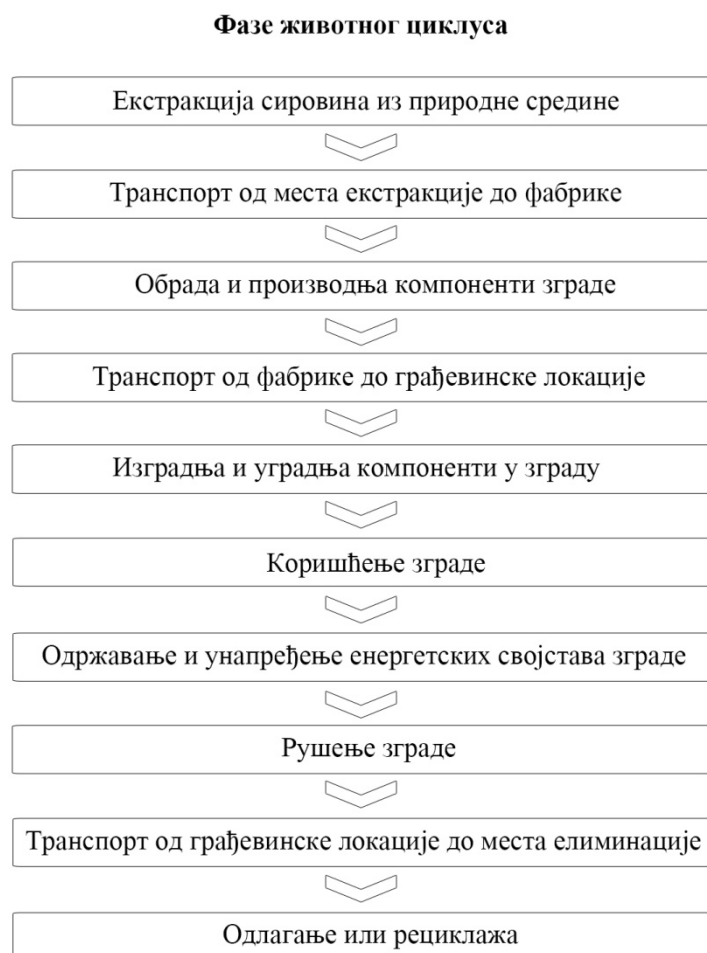 Фазе животног циклуса
Екстракција сировина из природне средине
Транспорт од места екстракције до фабрике
Обрада и производња компоненти зграде
Транспорт од фабрике до грађевинске локације
Изградња и уградња компоненти у зграду
Коришћење зграде
Одржавање и унапређење енергетских својстава зграде
Рушење зграде
Транспорт од грађевинске локације до места елиминације
Одлагање или рециклажа